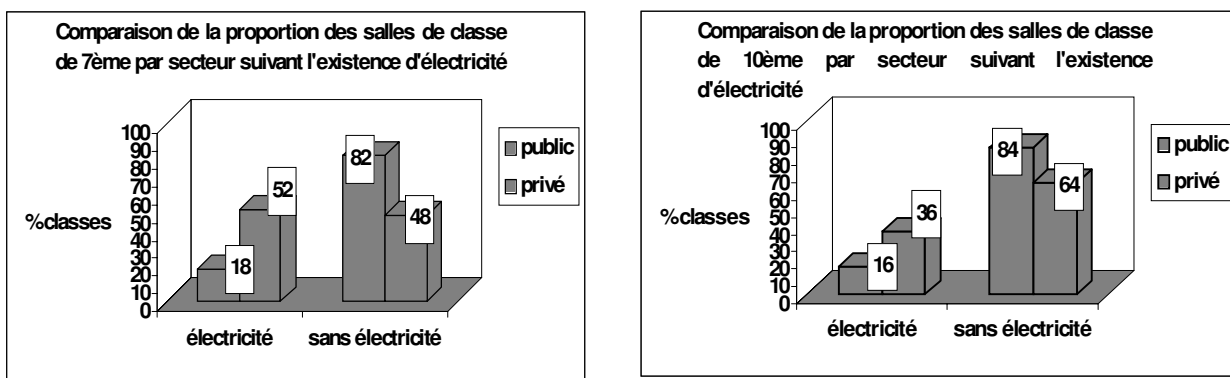 Comparaison de la proportion des salles de classe
de 7ème par secteur suivant l'existence d'électricité
100
90
80
70
60
50
40
30
20
10
0
%classes
18
52
82
48
électricité
sans électricité
public
privé
Comparaison de la proportion des salles de classe
de 10ème par secteur suivant l'existence
d'électricité
100
90
80
70
60
50
40
30
20
10
0
%classes
16
36
84
64
électricité
sans électricité
public
privé